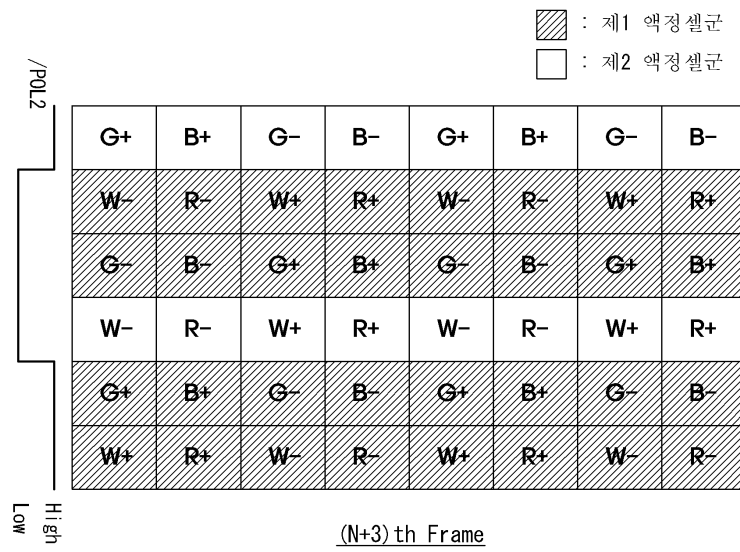 : 제1 액정셀군
: 제2 액정셀군
/POL2
G+ B+ G- B- G+ B+ G- B-
W- R- W+ R+ W- R- W+ R+
G- B- G+ B+ G- B- G+ B+
W- R- W+ R+ W- R- W+ R+
G+ B+ G- B- G+ B+ G- B-
W+ R+ W- R- W+ R+ W- R-
High
Low
(N+3)th Frame